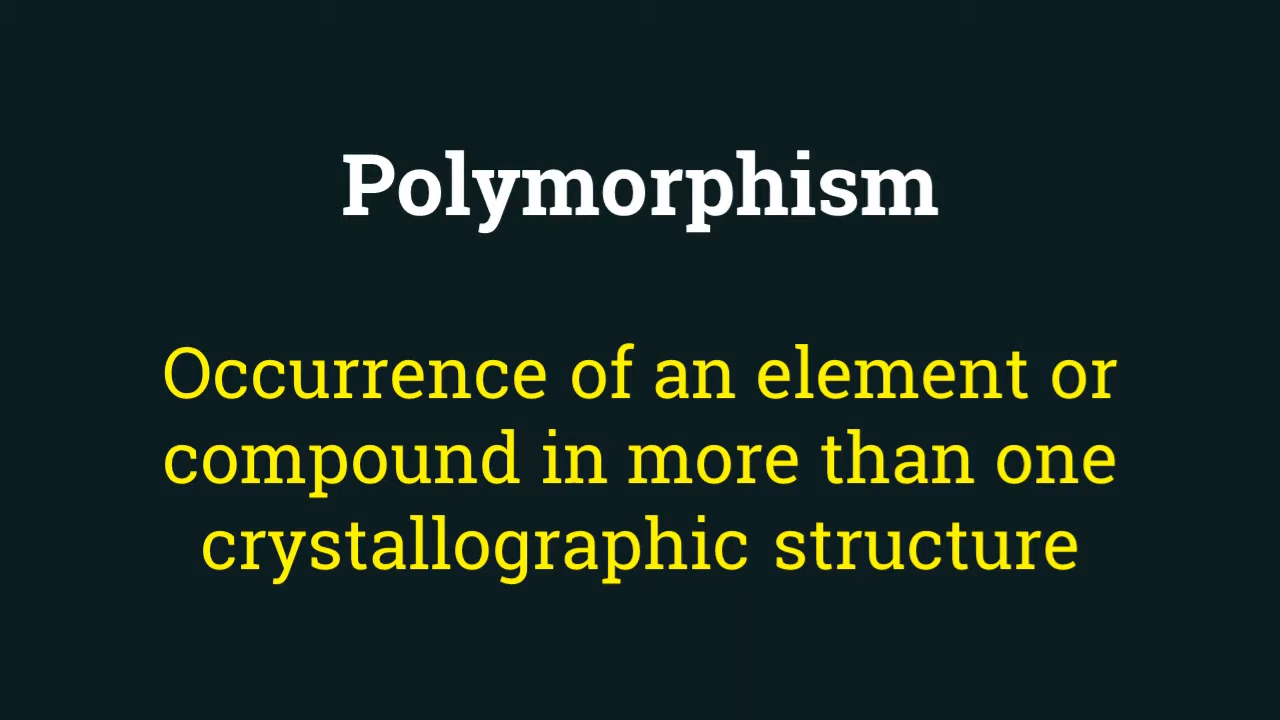 Polymorphism
Occurrence of an element or
compound in more than one
crystallographic structure